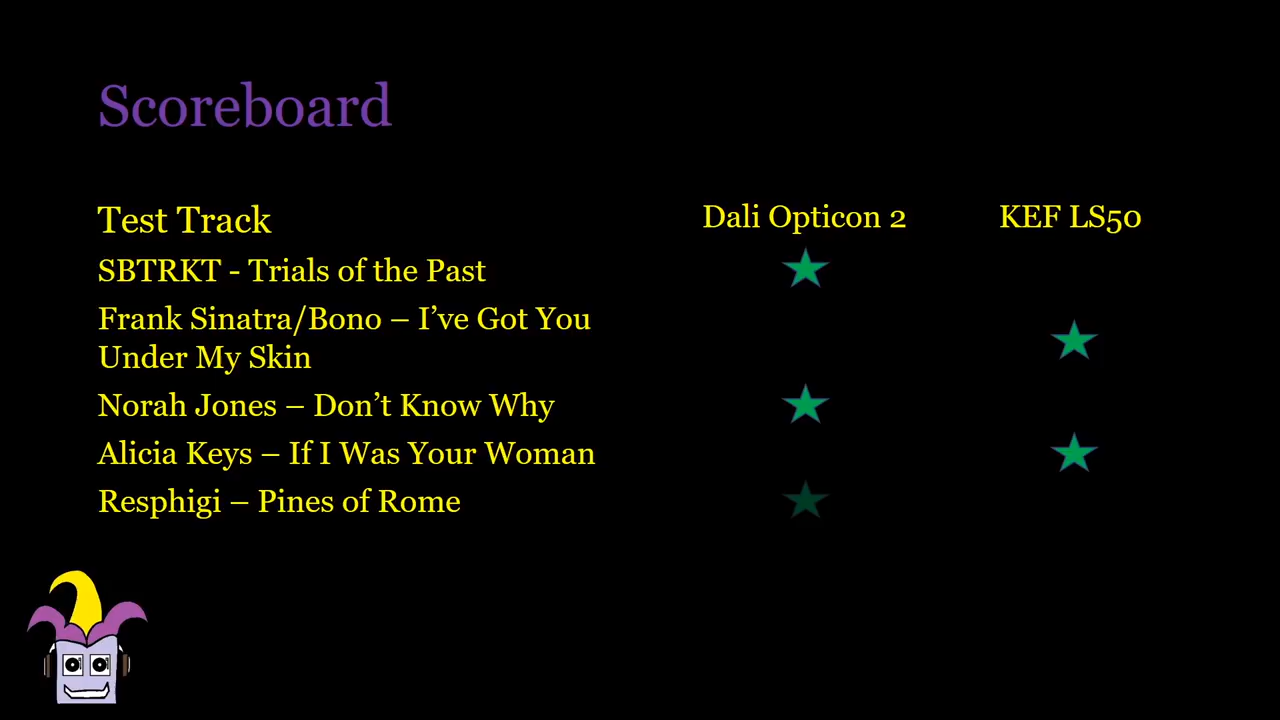 Scoreboard
Test Track
Dali Opticon 2
KEF LS50
SBTRKT - Trials of the Past
Frank Sinatra/Bono – I’ve Got You
Under My Skin
Norah Jones – Don’t Know Why
Alicia Keys – If I Was Your Woman
Resphigi – Pines of Rome